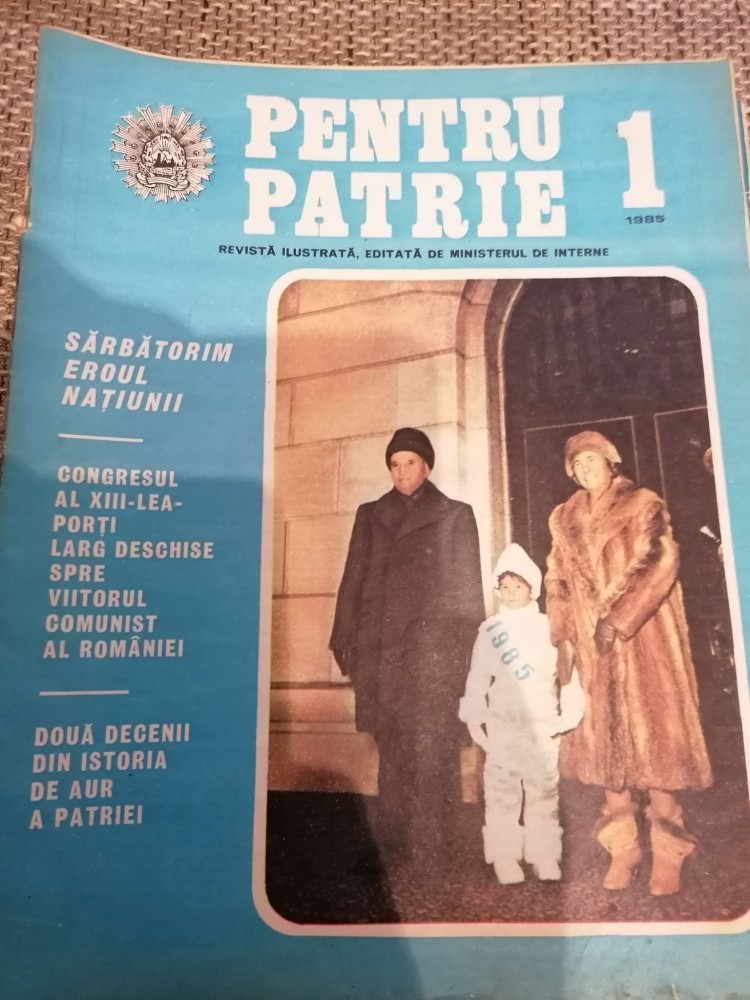 PENTRU
PATRIE
1
1985
REVISTĂ ILUSTRATĂ, EDITATĂ DE MINISTERUL DE INTERNE
SĂRBĂTORIM
EROUL
NAȚIUNII
CONGRESUL
AL XIII-LEA-
PORȚI
LARG DESCHISE
SPRE
VIITORUL
COMUNIST
AL ROMÂNIEI
DOUĂ DECENII
DIN ISTORIA
DE AUR
A PATRIEI
1985